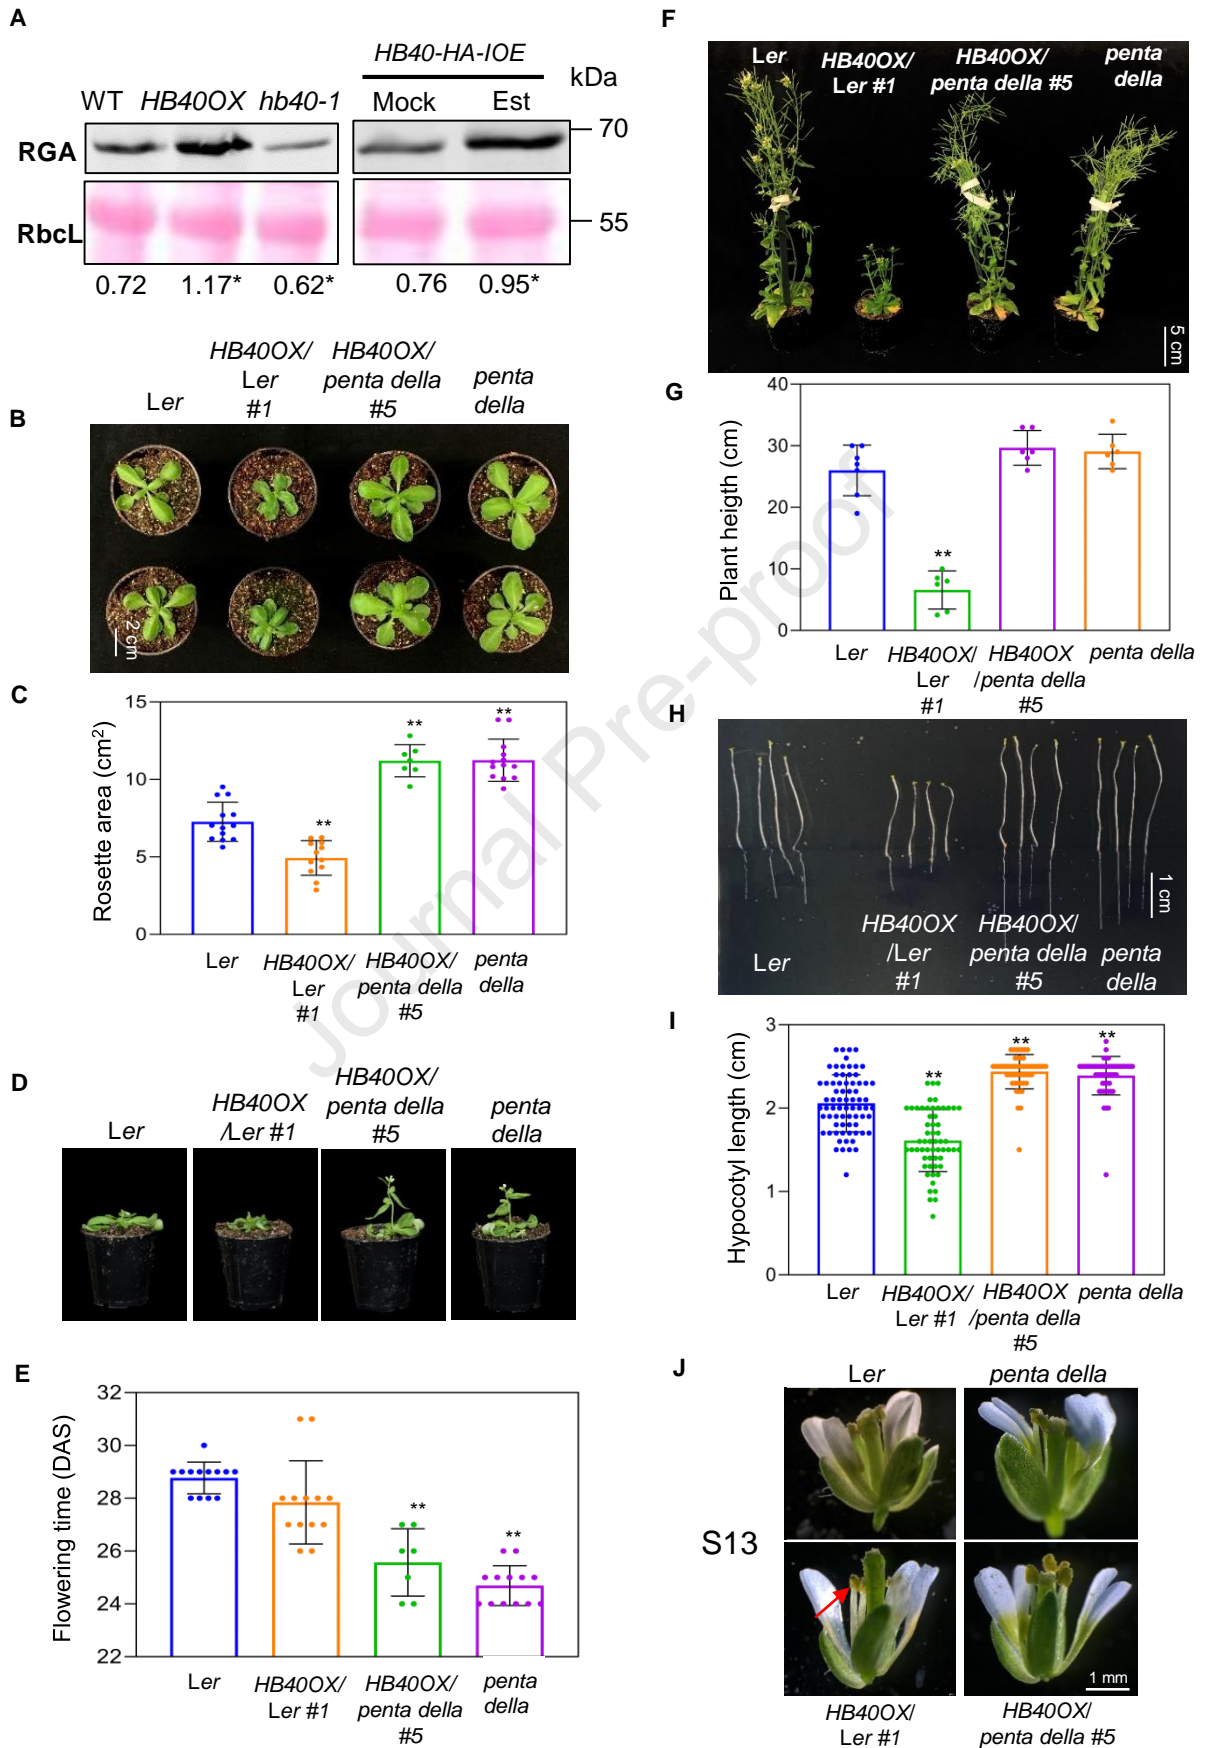 A
HB40-HA-IOE
kDa
WT HB40OX hb40-1 Mock Est
RGA
70
RbcL
55
0.72 1.17* 0.62* 0.76 0.95*
B
Ler
HB40OX/
Ler
#1
HB40OX/
penta della
#5
penta
della
2 cm
C
Rosette area (cm2)
15
10
5
0
**
**
**
Ler
HB40OX/
Ler
#1
HB40OX/
penta della
#5
penta
della
D
Ler
HB40OX
/Ler #1
HB40OX/
penta della
#5
penta
della
E
Flowering time (DAS)
32
30
28
26
24
22
**
**
Ler
HB40OX/
Ler #1
HB40OX/
penta della
#5
penta
della
F
Ler
HB40OX/
Ler #1
HB40OX/
penta della #5
penta
della
5 cm
G
Plant heigth (cm)
40
30
20
10
0
**
Ler
HB40OX/
Ler
#1
HB40OX
/penta della
#5
penta della
H
1 cm
Ler
HB40OX
/Ler
#1
HB40OX/
penta della
#5
penta
della
I
Hypocotyl length (cm)
3
2
1
0
**
**
**
Ler
HB40OX/
Ler #1
HB40OX
/penta della
#5
penta della
J
Ler
penta della
S13
1 mm
HB40OX/
Ler #1
HB40OX/
penta della #5
Journal Pre-proof